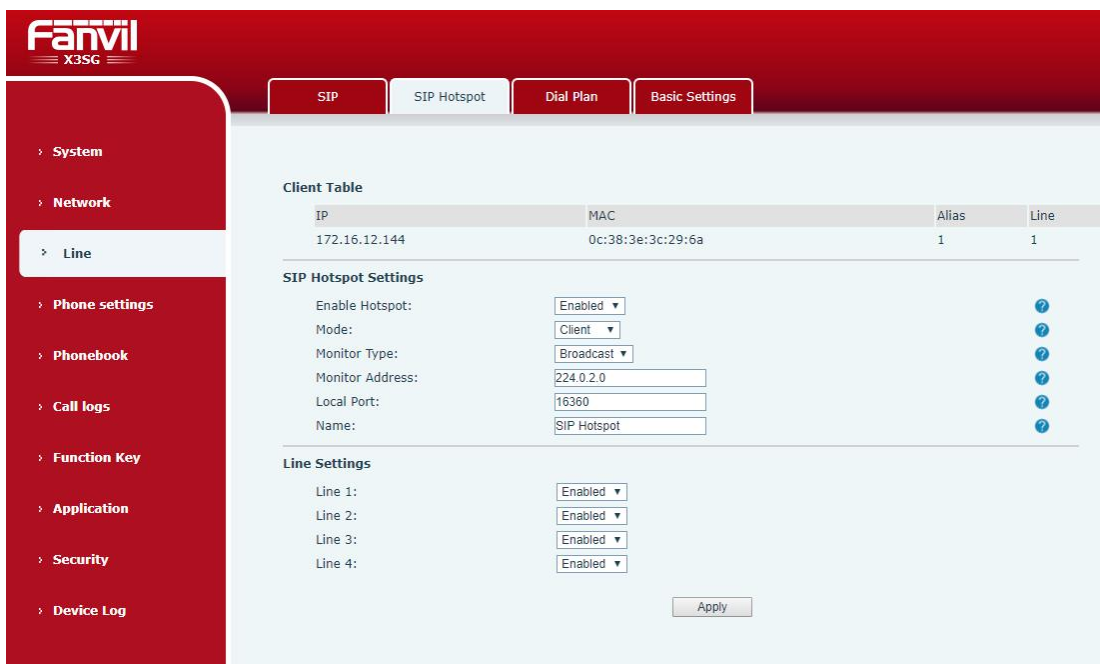 Fanvil
X3SG
SIP
SIP Hotspot
Dial Plan
Basic Settings
System
Network
Line
Phone settings
Phonebook
Call logs
Function Key
Application
Security
Device Log
Client Table
IP MAC Alias Line
172.16.12.144 0c:38:3e:3c:29:6a 1 1
SIP Hotspot Settings
Enable Hotspot: Enabled
Mode: Client
Monitor Type: Broadcast
Monitor Address: 224.0.2.0
Local Port: 16360
Name: SIP Hotspot
Line Settings
Line 1: Enabled
Line 2: Enabled
Line 3: Enabled
Line 4: Enabled
Apply